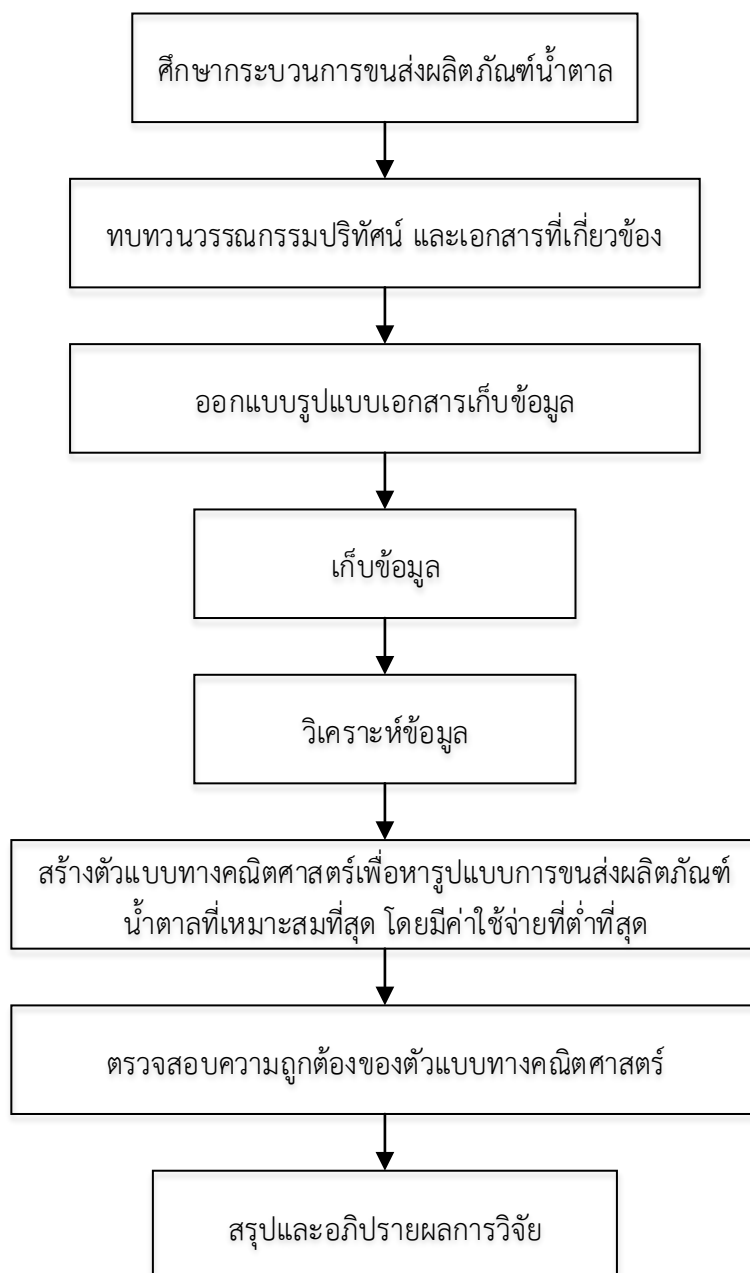 ศึกษากระบวนการขนส่งผลิตภัณฑ์น้ำตาล
ทบทวนวรรณกรรมปริทัศน์ และเอกสารที่เกี่ยวข้อง
ออกแบบรูปแบบเอกสารเก็บข้อมูล
เก็บข้อมูล
วิเคราะห์ข้อมูล
สร้างตัวแบบทางคณิตศาสตร์เพื่อหารูปแบบการขนส่งผลิตภัณฑ์
น้ำตาลที่เหมาะสมที่สุด โดยมีค่าใช้จ่ายที่ต่ำที่สุด
ตรวจสอบความถูกต้องของตัวแบบทางคณิตศาสตร์
สรุปและอภิปรายผลการวิจัย